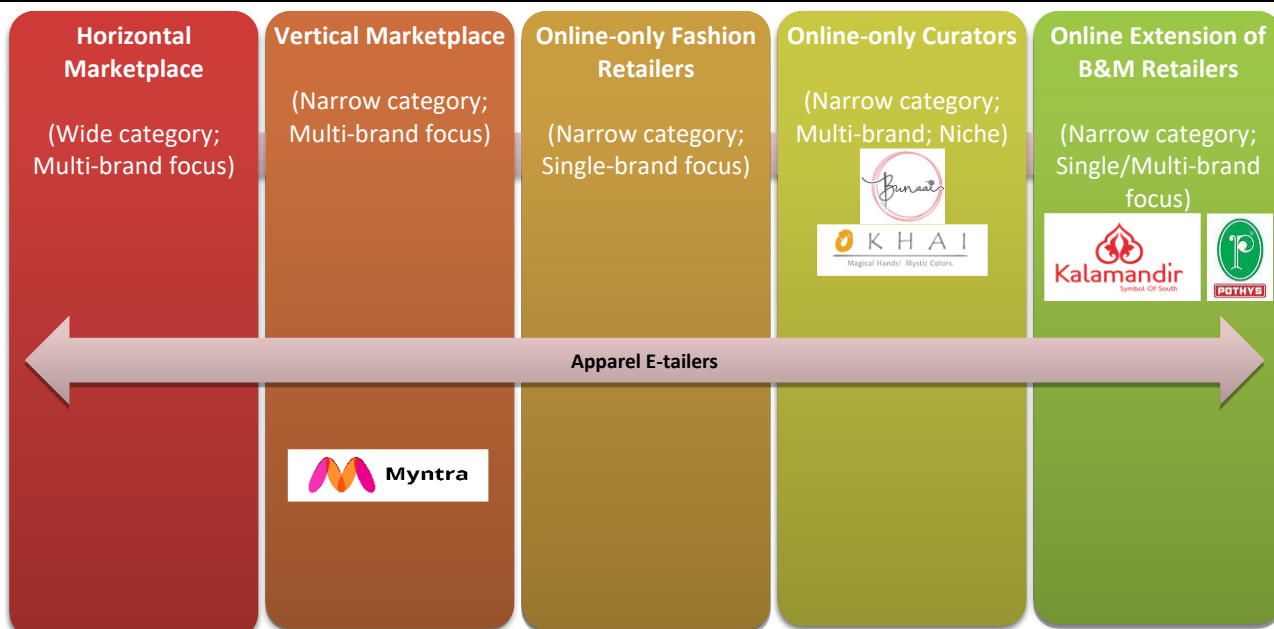 Horizontal
Marketplace
(Wide category;
Multi-brand focus)
Vertical Marketplace
(Narrow category;
Multi-brand focus)
Online-only Fashion
Retailers
(Narrow category;
Single-brand focus)
Online-only Curators
(Narrow category;
Multi-brand; Niche)
Bunaai
OKHAI
Magical Hands! Mystic Colors.
Online Extension of
B&M Retailers
(Narrow category;
Single/Multi-brand
focus)
Kalamandir
Symbol Of South
P
POTHYS
Apparel E-tailers
Myntra